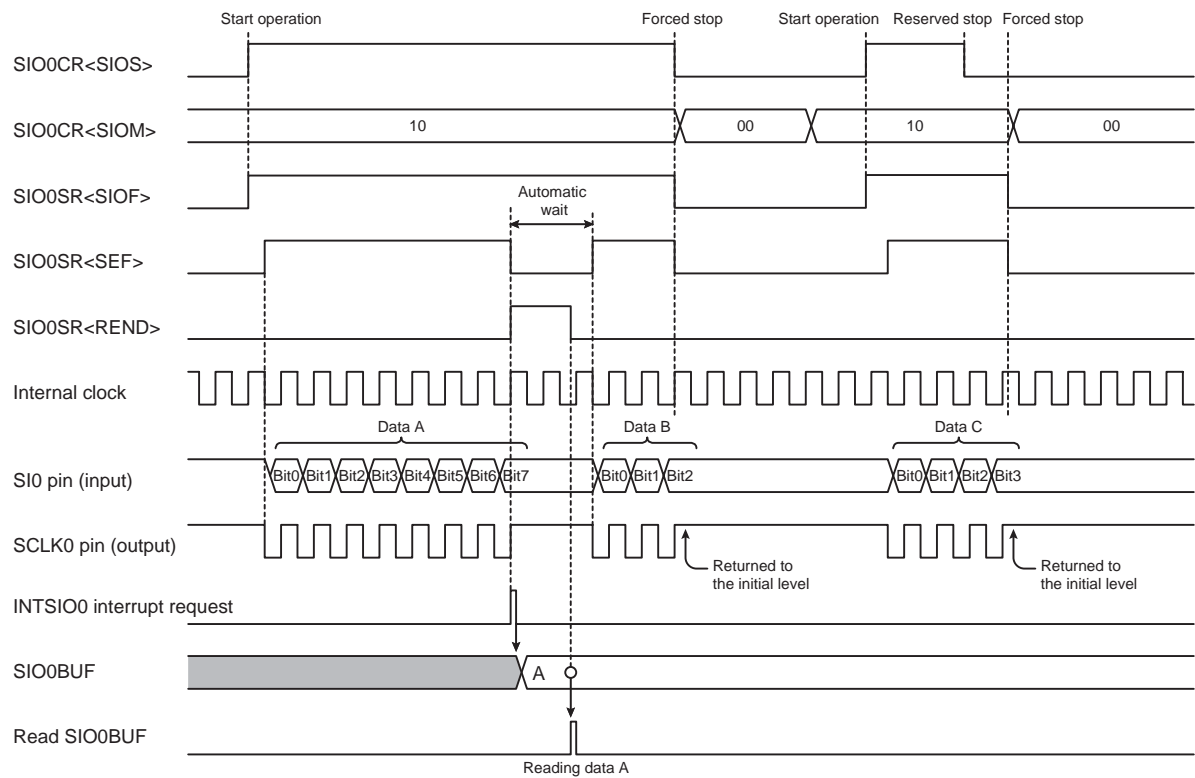 Start operation Forced stop Start operation Reserved stop Forced stop
SIO0CR<SIOS>
SIO0CR<SIOM> 10 00 10 00
SIO0SR<SIOF>
Automatic
wait
SIO0SR<SEF>
SIO0SR<REND>
Internal clock
Data A Data B Data C
SI0 pin (input) Bit0 Bit1 Bit2 Bit3 Bit4 Bit5 Bit6 Bit7 Bit0 Bit1 Bit2 Bit0 Bit1 Bit2 Bit3
SCLK0 pin (output)
Returned to
the initial level
Returned to
the initial level
INTSIO0 interrupt request
SIO0BUF A
Read SIO0BUF
Reading data A